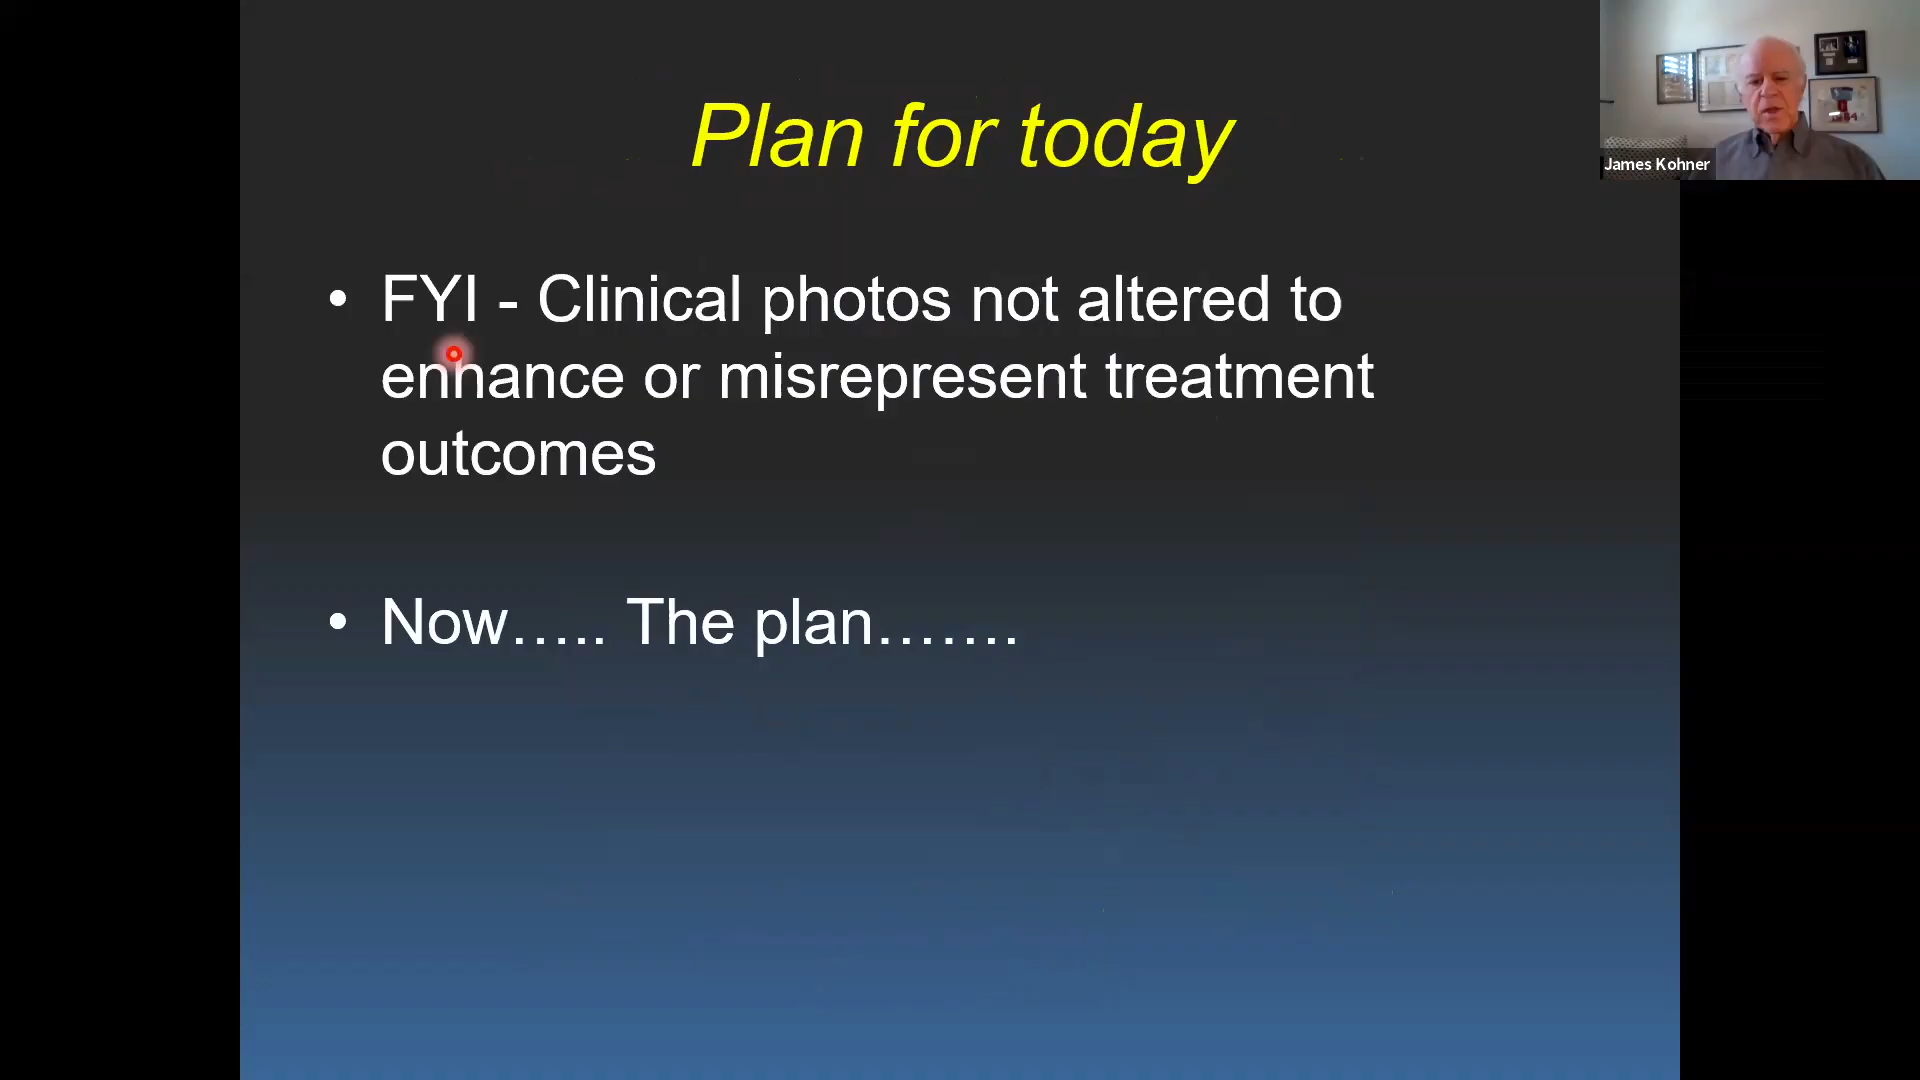 Plan for today
• FYI - Clinical photos not altered to
enhance or misrepresent treatment
outcomes
• Now….. The plan…….
James Kohner